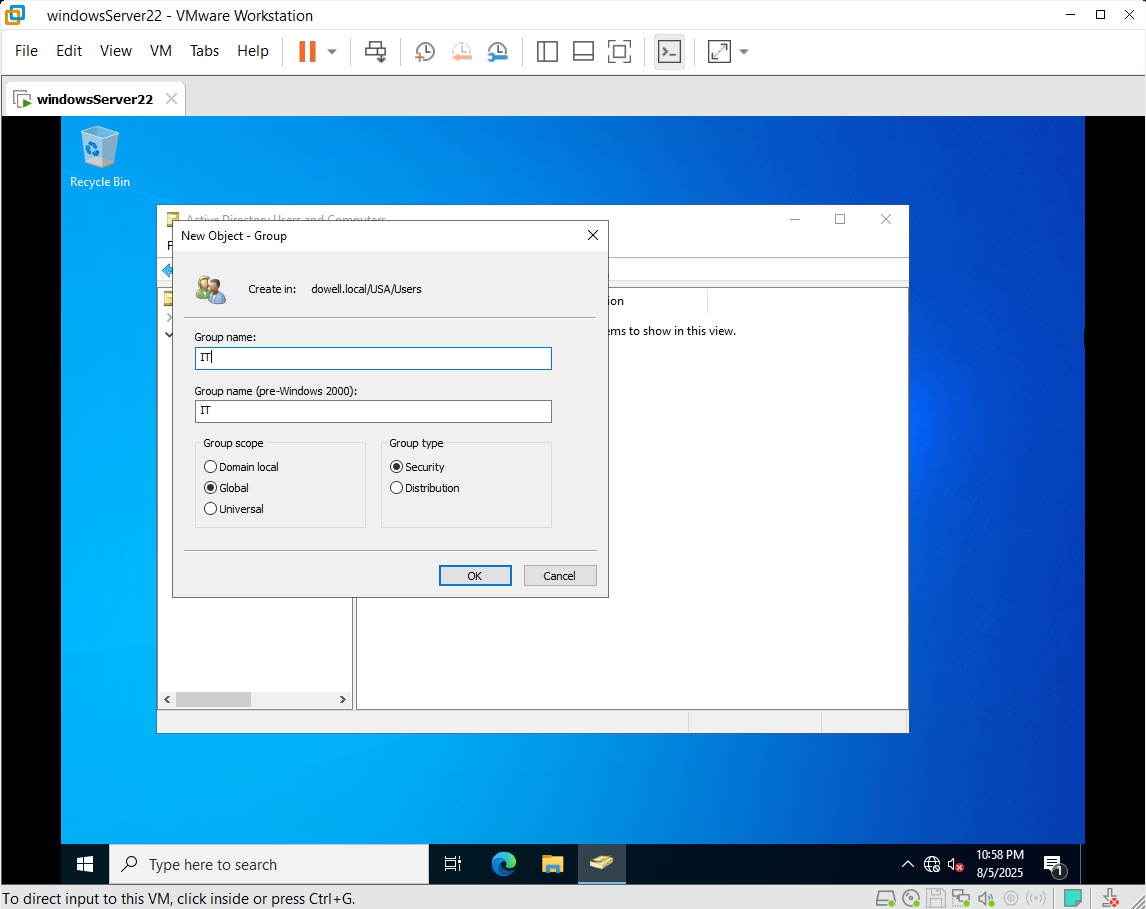 windowsServer22 - VMware Workstation
File Edit View VM Tabs Help
windowsServer22
Recycle Bin
Active Directory Users and Computers
New Object - Group
Create in: dowell.local/USA/Users
Group name:
IT
Group name (pre-Windows 2000):
IT
Group scope
Domain local
Global
Universal
Group type
Security
Distribution
OK Cancel
to show in this view.
Type here to search
10:58 PM
8/5/2025
1
To direct input to this VM, click inside or press Ctrl+G.